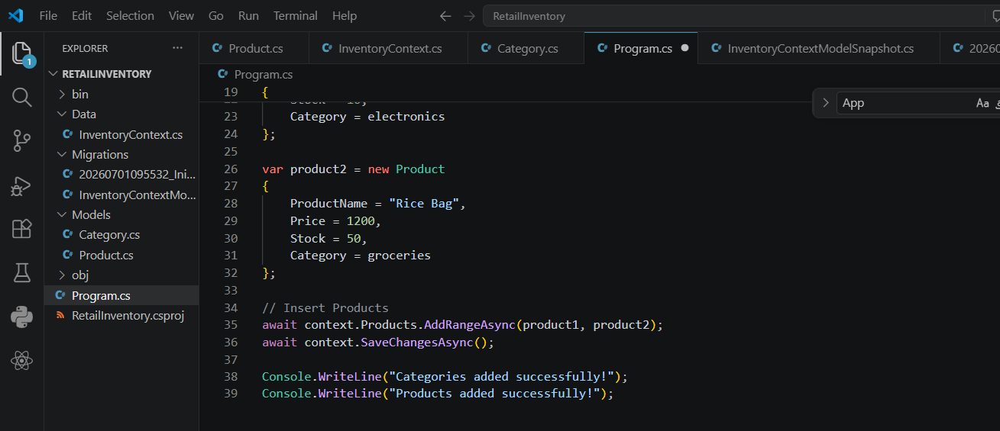 File Edit Selection View Go Run Terminal Help
RetailInventory
EXPLORER
Product.cs
InventoryContext.cs
Category.cs
Program.cs
InventoryContextModelSnapshot.cs
20260
1
RETAILINVENTORY
bin
Data
InventoryContext.cs
Migrations
20260701095532_Ini...
InventoryContextMo...
Models
Category.cs
Product.cs
obj
Program.cs
RetailInventory.csproj
Program.cs
App
Aa
19 {
23 Category = electronics
24 };
25
26 var product2 = new Product
27 {
28 ProductName = "Rice Bag",
29 Price = 1200,
30 Stock = 50,
31 Category = groceries
32 };
33
34 // Insert Products
35 await context.Products.AddRangeAsync(product1, product2);
36 await context.SaveChangesAsync();
37
38 Console.WriteLine("Categories added successfully!");
39 Console.WriteLine("Products added successfully!");